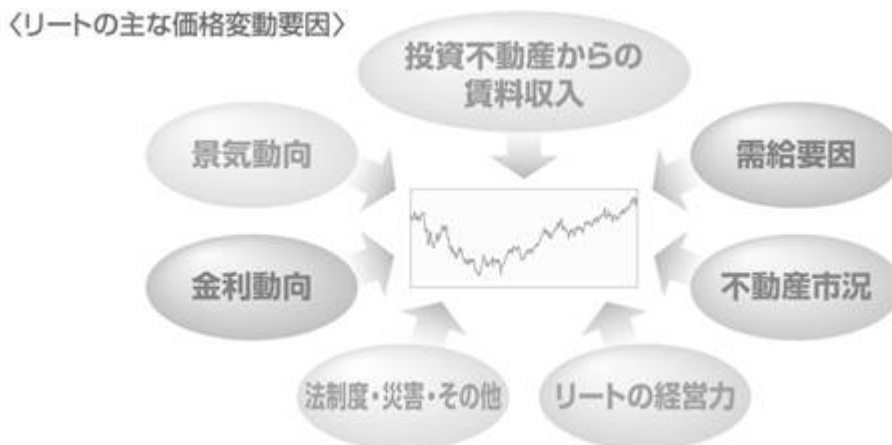 〈リートの主な価格変動要因〉
投資不動産からの
賃料収入
景気動向
需給要因
金利動向
不動産市況
法制度・災害・その他
リートの経営力